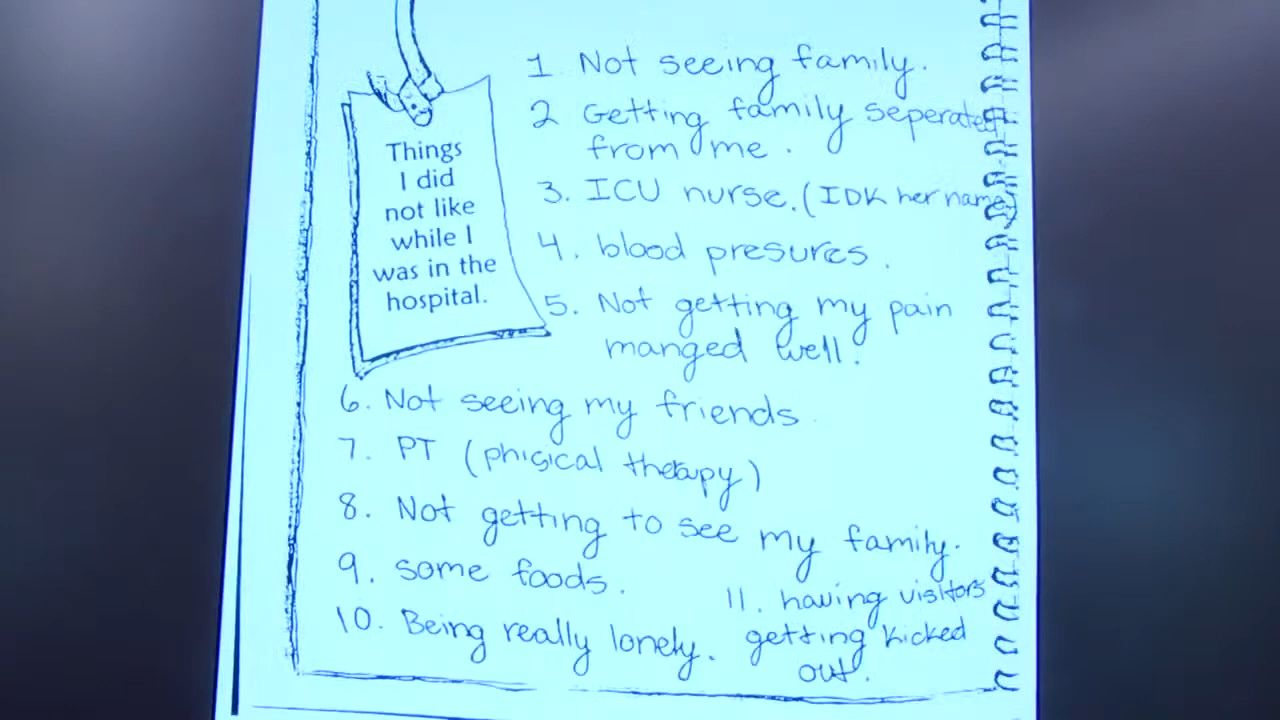 Things
I did
not like
while I
was in the
hospital.
1 Not seeing family.
2 Getting family seperated
from me.
3. ICU nurse. (IDK her name)
4. blood presures.
5. Not getting my pain
manged well.
6. Not seeing my friends
7. PT (phisical therapy)
8. Not getting to see my family.
9. some foods.
10. Being really lonely.
11. having visitors
getting kicked
out.